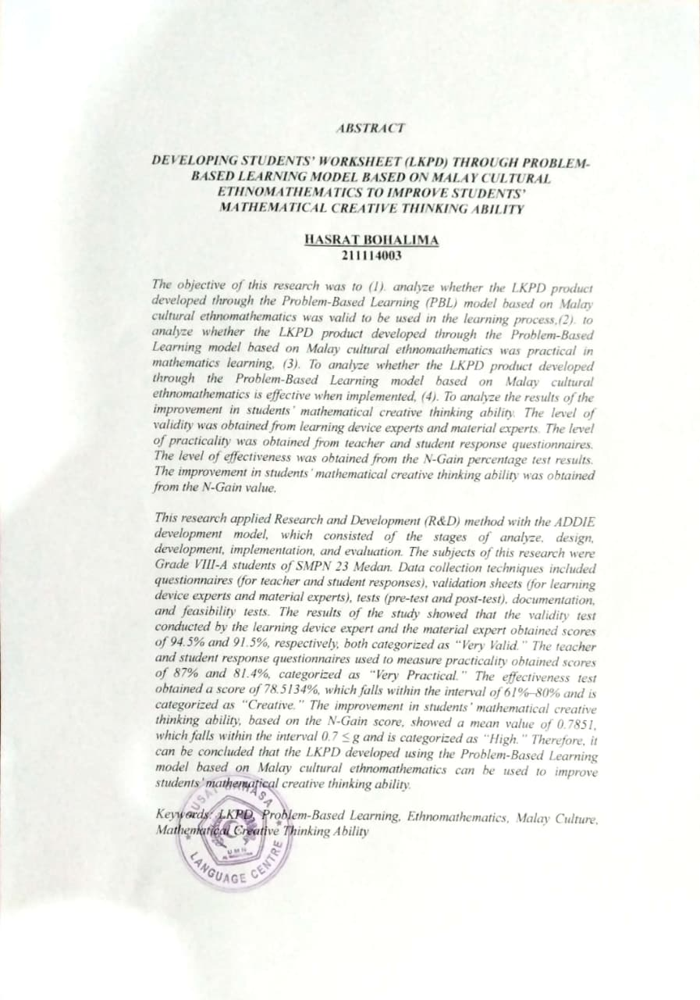 ABSTRACT
DEVELOPING STUDENTS' WORKSHEET (LKPD) THROUGH PROBLEM-
BASED LEARNING MODEL BASED ON MALAY CULTURAL
ETHNOMATHEMATICS TO IMPROVE STUDENTS'
MATHEMATICAL CREATIVE THINKING ABILITY
HASRAT BOHALIMA
211114003
The objective of this research was to (1). analyze whether the LKPD product
developed through the Problem-Based Learning (PBL) model based on Malay
cultural ethnomathematics was valid to be used in the learning process,(2). to
analyze whether the LKPD product developed through the Problem-Based
Learning model based on Malay cultural ethnomathematics was practical in
mathematics learning, (3). To analyze whether the LKPD product developed
through the Problem-Based Learning model based on Malay cultural
ethnomathematics is effective when implemented, (4). To analyze the results of the
improvement in students' mathematical creative thinking ability. The level of
validity was obtained from learning device experts and material experts. The level
of practicality was obtained from teacher and student response questionnaires.
The level of effectiveness was obtained from the N-Gain percentage test results.
The improvement in students' mathematical creative thinking ability was obtained
from the N-Gain value.
This research applied Research and Development (R&D) method with the ADDIE
development model, which consisted of the stages of analyze, design,
development, implementation, and evaluation. The subjects of this research were
Grade VIII-A students of SMPN 23 Medan. Data collection techniques included
questionnaires (for teacher and student responses), validation sheets (for learning
device experts and material experts), tests (pre-test and post-test), documentation,
and feasibility tests. The results of the study showed that the validity test
conducted by the learning device expert and the material expert obtained scores
of 94.5% and 91.5%, respectively, both categorized as "Very Valid." The teacher
and student response questionnaires used to measure practicality obtained scores
of 87% and 81.4%, categorized as "Very Practical." The effectiveness test
obtained a score of 78.5134%, which falls within the interval of 61%–80% and is
categorized as "Creative." The improvement in students' mathematical creative
thinking ability, based on the N-Gain score, showed a mean value of 0.7851,
which falls within the interval 0.7 ≤ g and is categorized as "High." Therefore, it
can be concluded that the LKPD developed using the Problem-Based Learning
model based on Malay cultural ethnomathematics can be used to improve
students' mathematical creative thinking ability.
Keywords: LKPD, Problem-Based Learning, Ethnomathematics, Malay Culture,
Mathematical Creative Thinking Ability
PUSAT BAHASA
UMN
LANGUAGE CENTRE